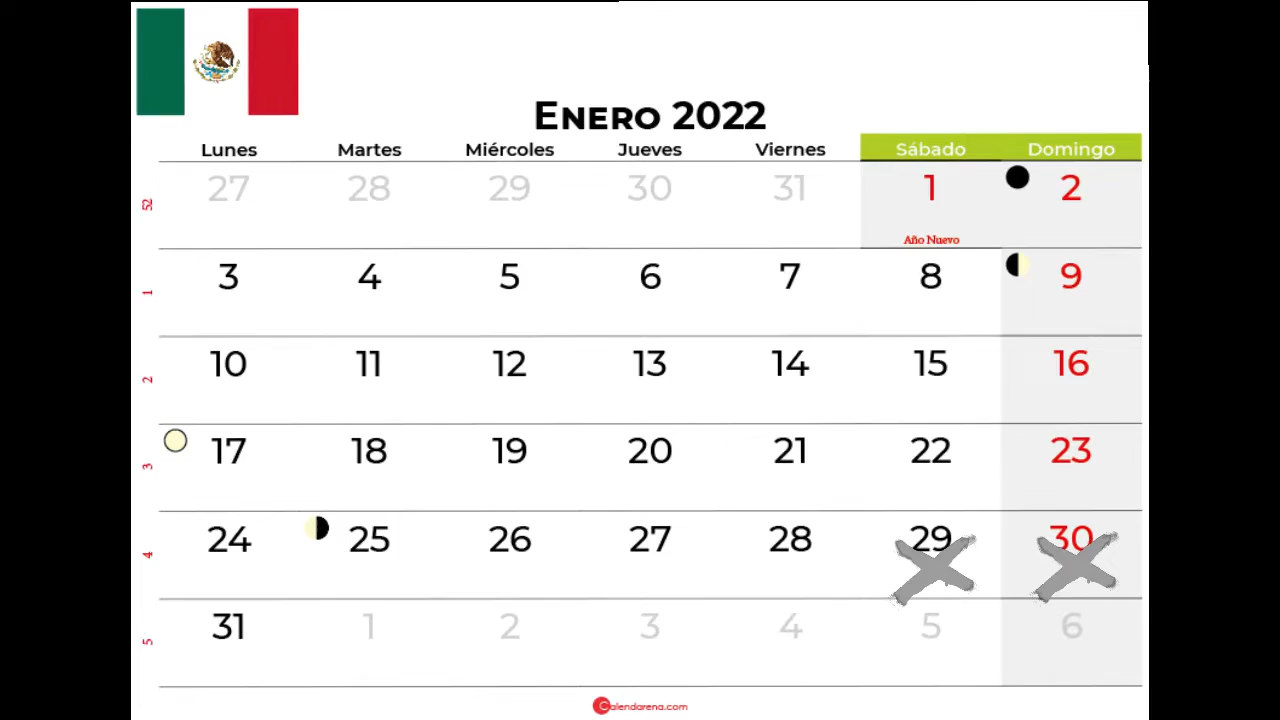 ENERO 2022
Lunes Martes Miércoles Jueves Viernes Sábado Domingo
52 27 28 29 30 31 1 2
Año Nuevo
1 3 4 5 6 7 8 9
2 10 11 12 13 14 15 16
3 17 18 19 20 21 22 23
4 24 25 26 27 28 29 30
5 31 1 2 3 4 5 6
Calendarena.com